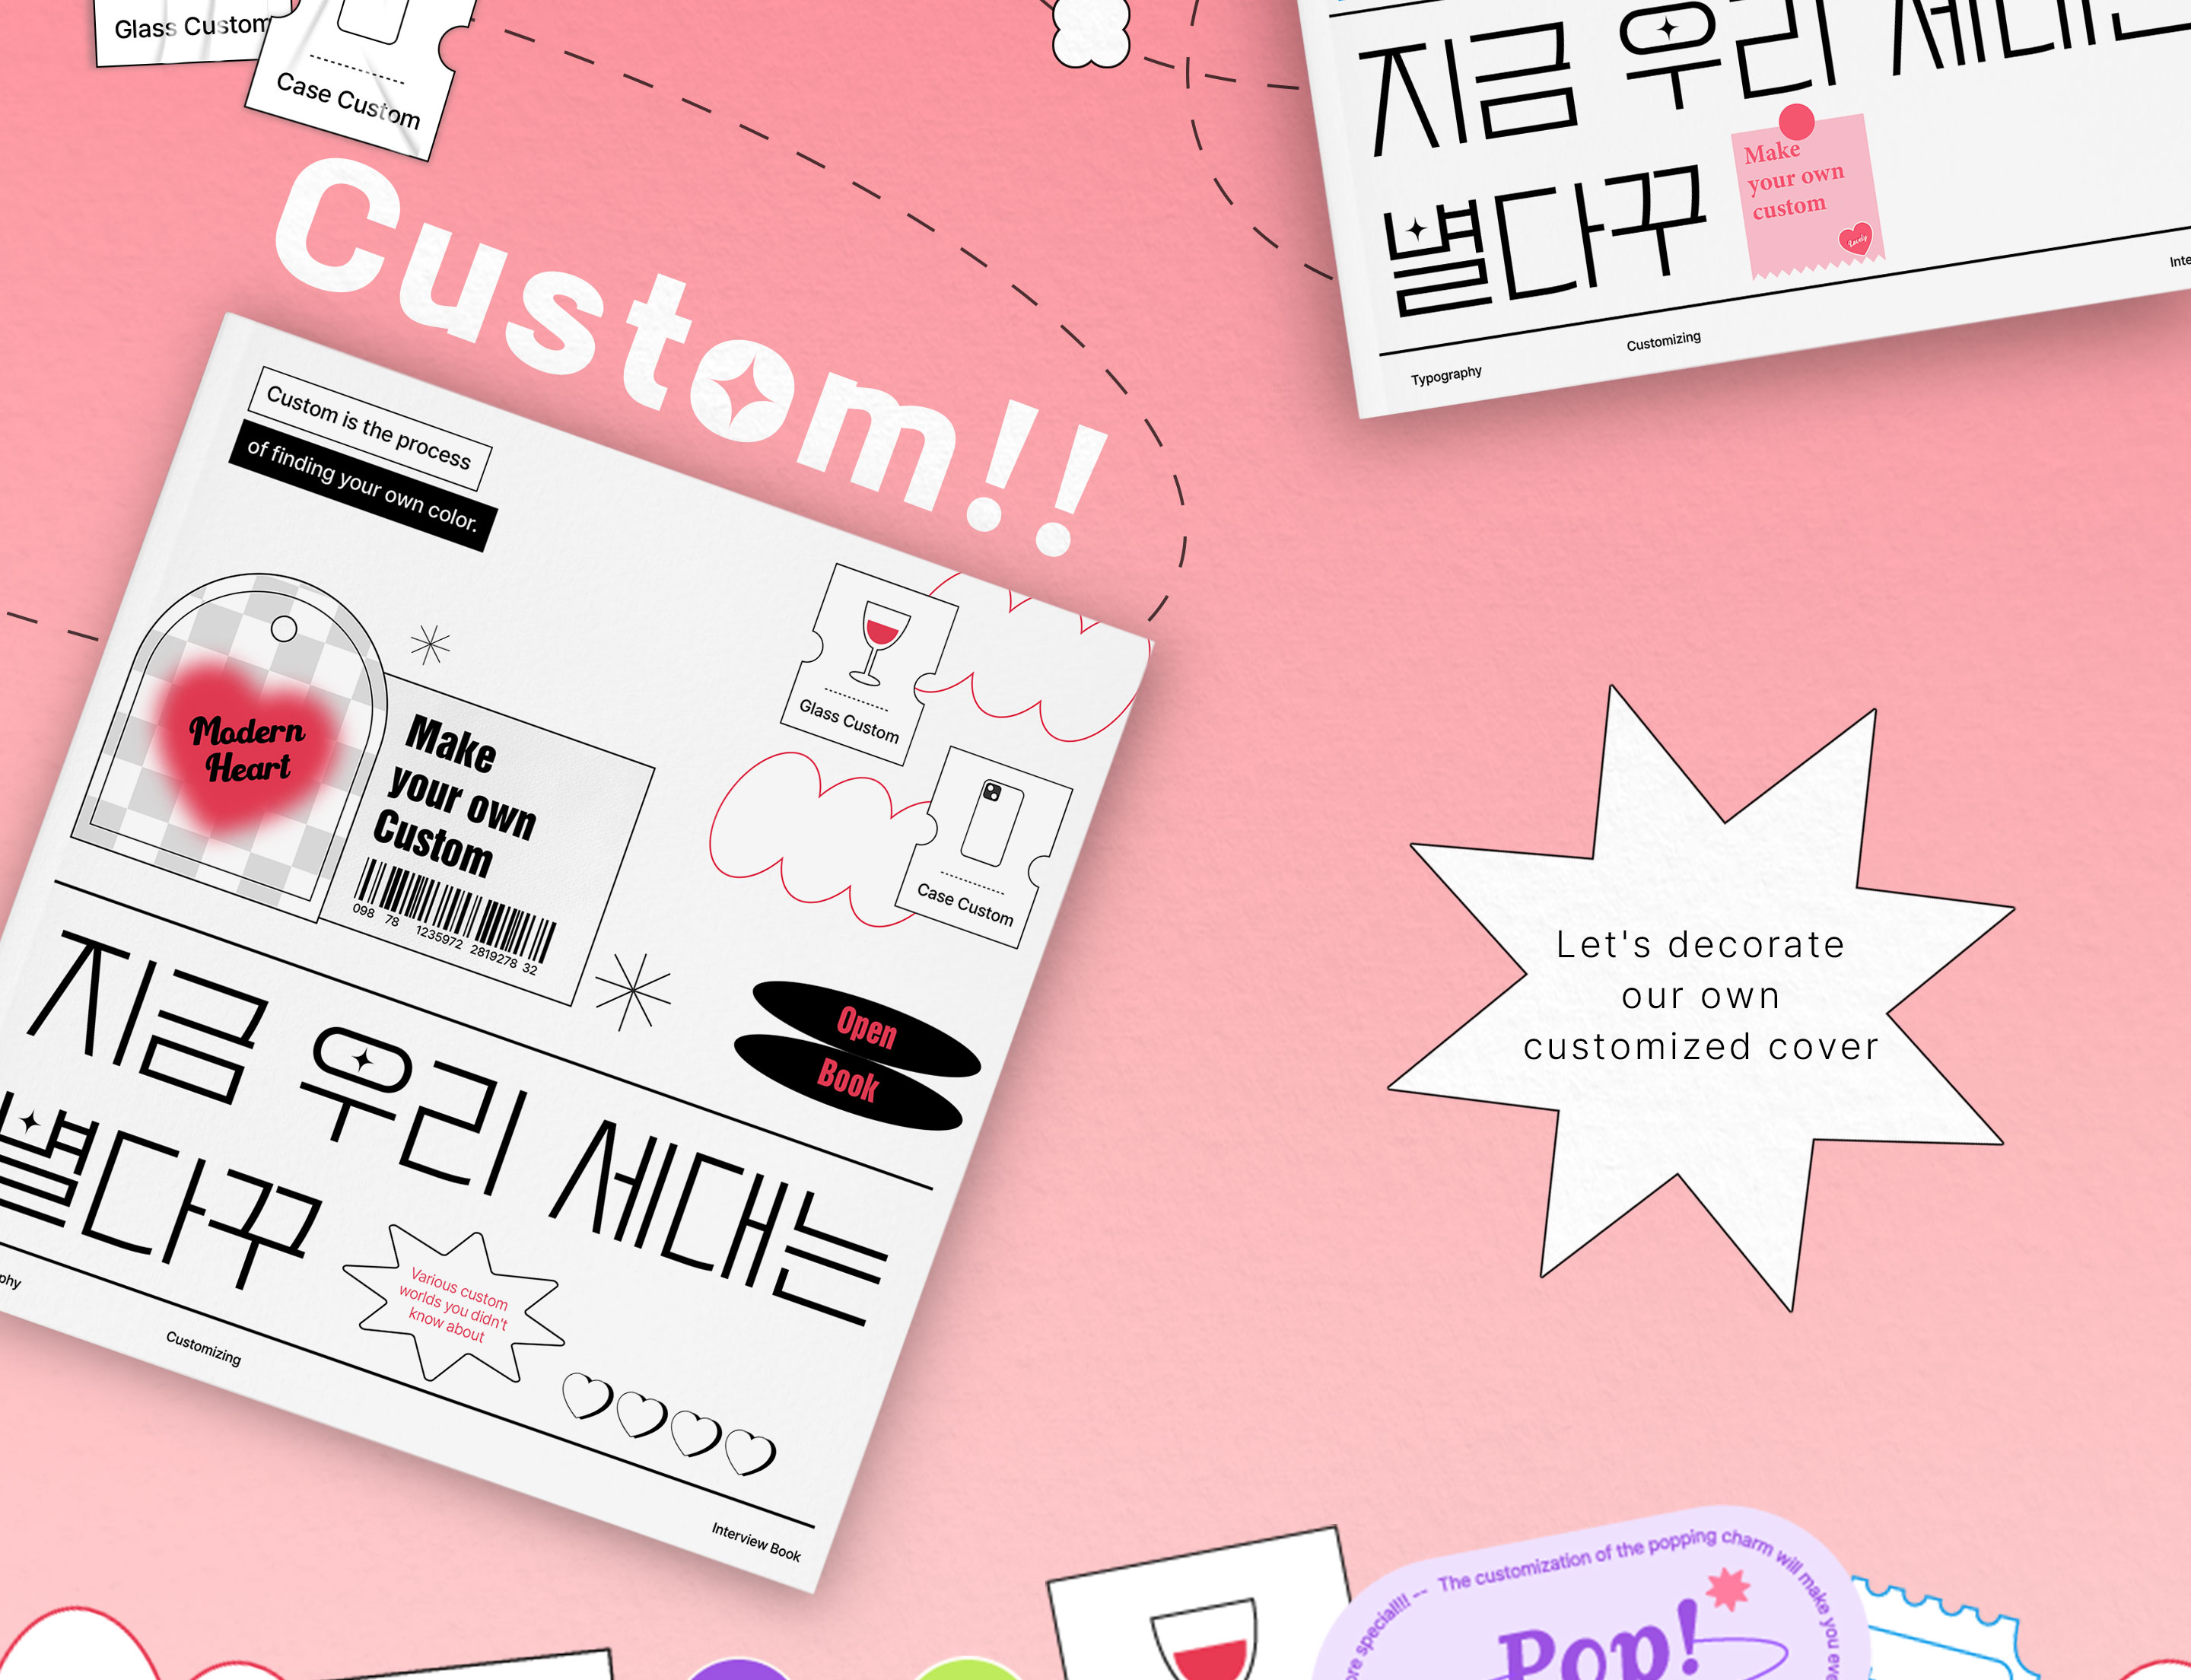 Glass Custom
Case Custom
Custom!!
지금 우리 세대는
별다꾸
Make
your own
custom
Lovely
Typography
Customizing
Custom is the process
of finding your own color.
Glass Custom
Case Custom
Modern
Heart
Make
your own
Custom
098 78 1235972 2819278 32
Open
Book
지금 우리 세대는
별다꾸
Various custom
worlds you didn't
know about
Customizing
Interview Book
Let's decorate
our own
customized cover
special!!! -- The customization of the popping charm will make you
Pop!